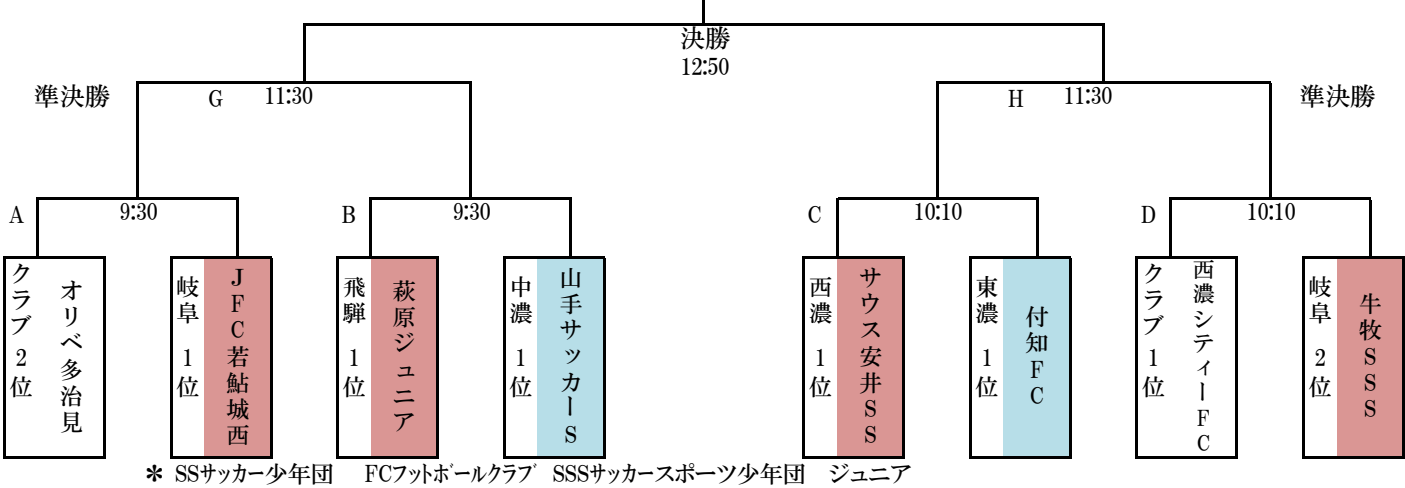 決勝
12:50
準決勝
G
11:30
H
11:30
準決勝
A
9:30
B
9:30
C
10:10
D
10:10
クラブ 2位
オリベ多治見
岐阜 1位
JFC若鮎城西
飛騨 1位
萩原ジュニア
中濃 1位
山手サッカーS
西濃 1位
サウス安井SS
東濃 1位
付知FC
クラブ 1位
西濃シティーFC
岐阜 2位
牛牧SSS
＊ SSサッカー少年団 FCフットボールクラブ SSSサッカースポーツ少年団 ジュニア